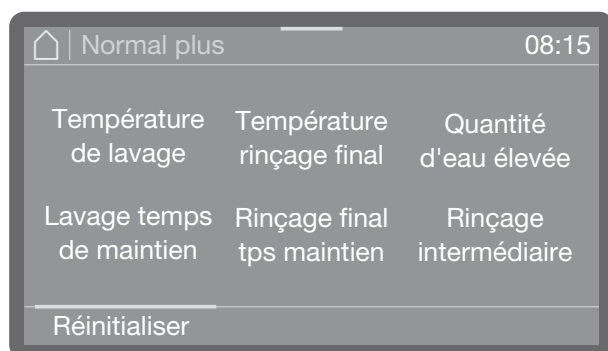 Normal plus 08:15
Température
de lavage
Température
rinçage final
Quantité
d'eau élevée
Lavage temps
de maintien
Rinçage final
tps maintien
Rinçage
intermédiaire
Réinitialiser